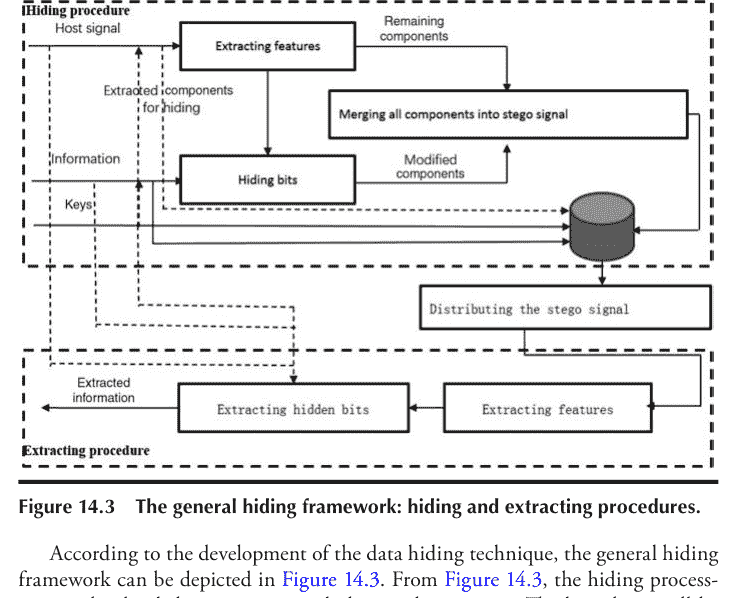 Hiding procedure
Host signal
Extracting features
Remaining
components
Extracted components
for hiding
Merging all components into stego signal
Information
Hiding bits
Modified
components
Keys
Distributing the stego signal
Extracted
information
Extracting hidden bits
Extracting features
Extracting procedure
Figure 14.3 The general hiding framework: hiding and extracting procedures.
According to the development of the data hiding technique, the general hiding
framework can be depicted in Figure 14.3. From Figure 14.3, the hiding process-